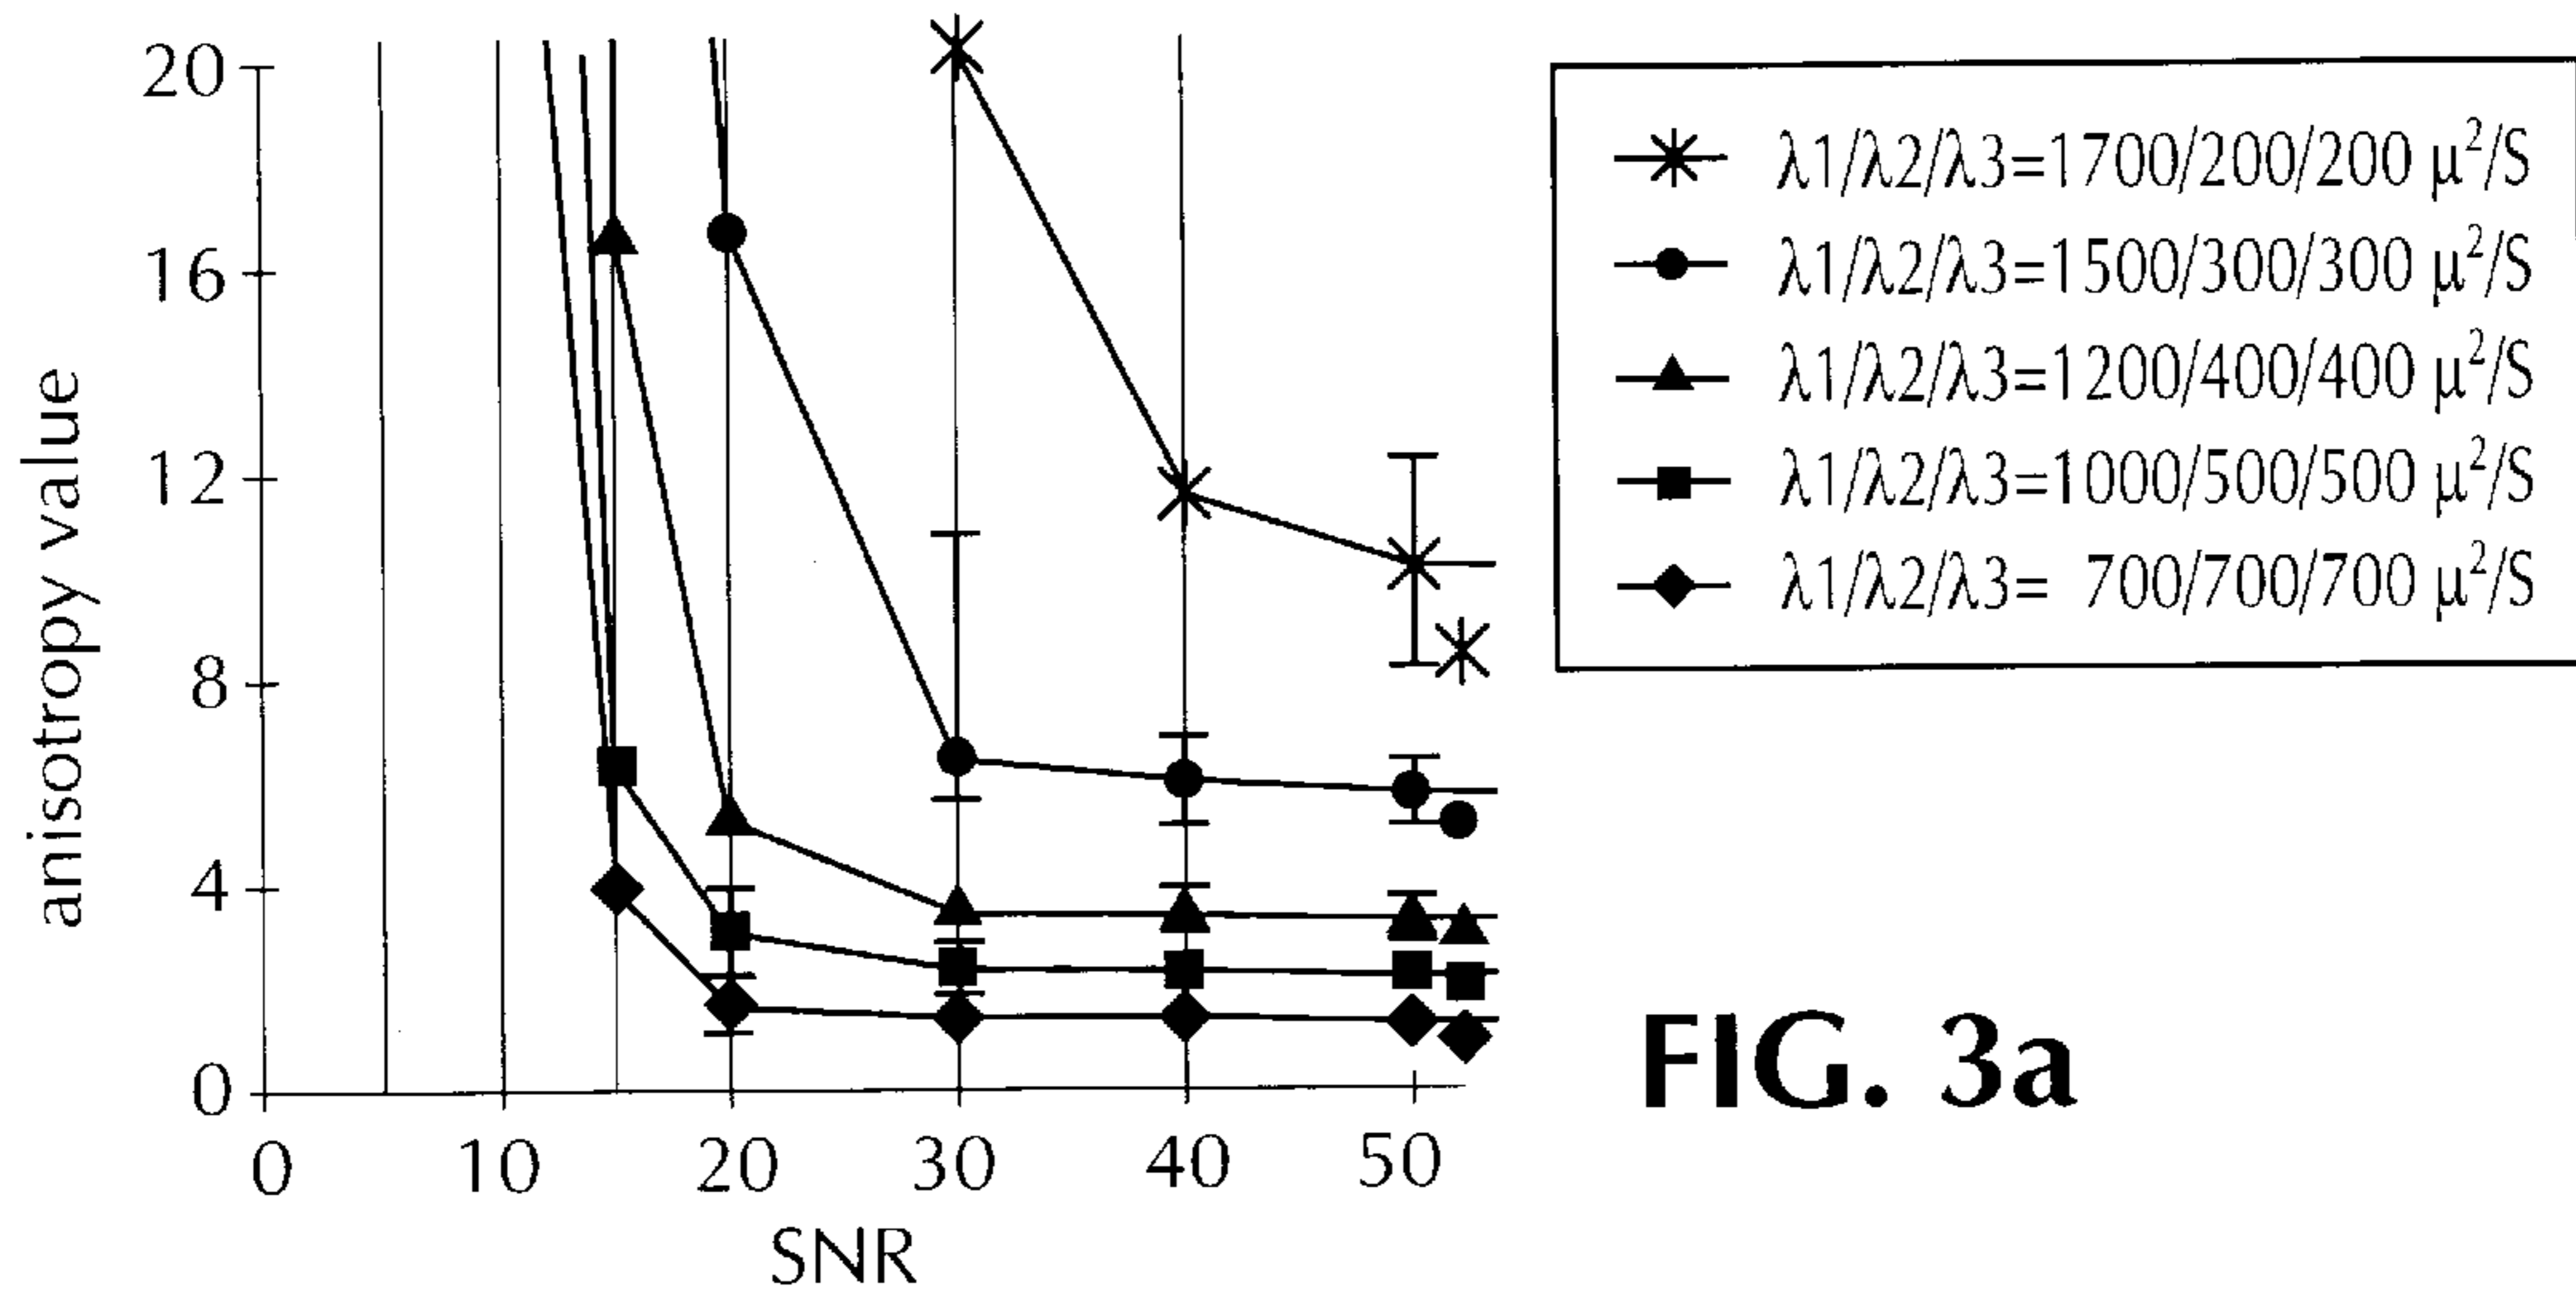 20
16
12
8
4
0
anisotropy value
0 10 20 30 40 50
SNR
λ1/λ2/λ3=1700/200/200 μ²/S
λ1/λ2/λ3=1500/300/300 μ²/S
λ1/λ2/λ3=1200/400/400 μ²/S
λ1/λ2/λ3=1000/500/500 μ²/S
λ1/λ2/λ3= 700/700/700 μ²/S
FIG. 3a